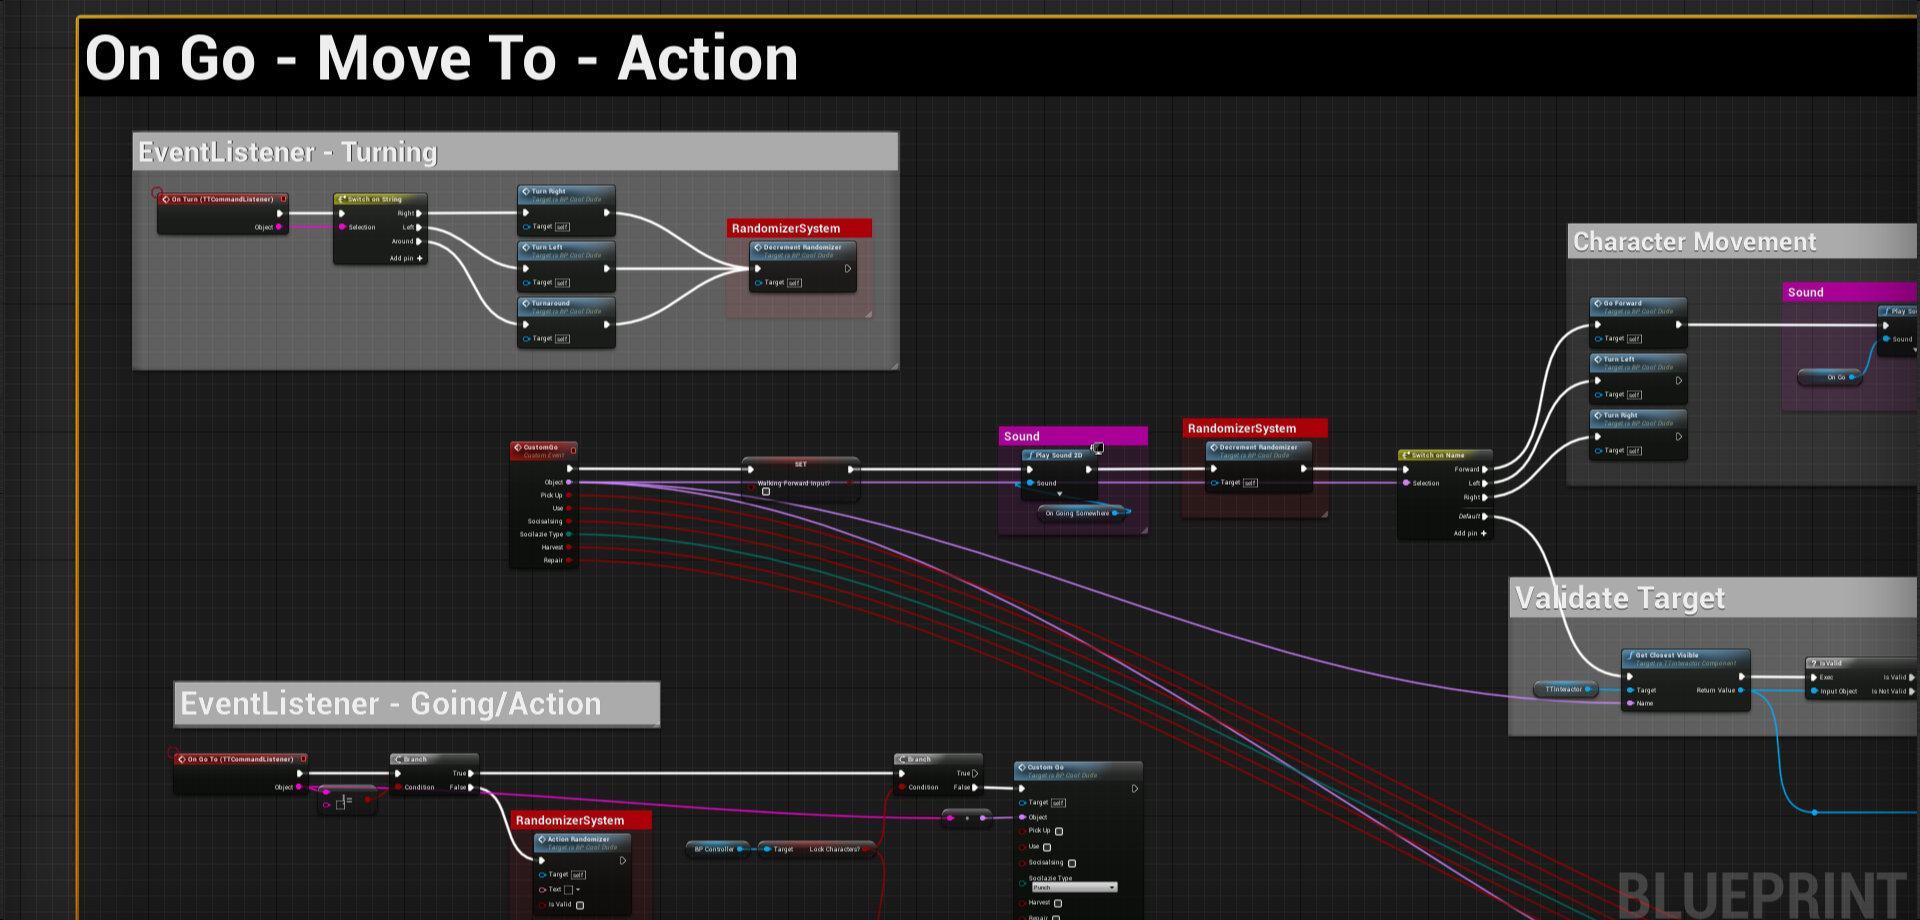 On Go - Move To - Action
EventListener - Turning
On Turn (TTCommandListener)
Object
Switch on String
Selection
Right
Left
Around
Add pin
Turn Right
Target is BP Cool Dude
Target self
Turn Left
Target is BP Cool Dude
Target self
Turnaround
Target is BP Cool Dude
Target self
RandomizerSystem
Decrement Randomizer
Target is BP Cool Dude
Target self
Character Movement
Go Forward
Target is BP Cool Dude
Target self
Turn Left
Target is BP Cool Dude
Target self
Turn Right
Target is BP Cool Dude
Target self
Sound
Play So
Sound
On Go
CustomGo
Custom Event
Object
Pick Up
Use
Socisalsing
Socilazie Type
Harvest
Repair
SET
Walking Forward Input?
Sound
Play Sound 2D
Sound
On Going Somewhere
RandomizerSystem
Decrement Randomizer
Target is BP Cool Dude
Target self
Switch on Name
Selection
Forward
Left
Right
Default
Add pin
Validate Target
TTInteractor
Get Closest Visible
Target is TTInteractor Component
Target
Return Value
Name
IsValid
Exec
Is Valid
Input Object
Is Not Valid
EventListener - Going/Action
On Go To (TTCommandListener)
Object
!=
Branch
True
Condition
False
RandomizerSystem
Action Randomizer
Target is BP Cool Dude
Target self
Text
Is Valid
BP Controller
Target
Lock Characters?
Branch
True
Condition
False
Custom Go
Target is BP Cool Dude
Target self
Object
Pick Up
Use
Socisalsing
Socilazie Type
Punch
Harvest
Repair
BLUEPRINT